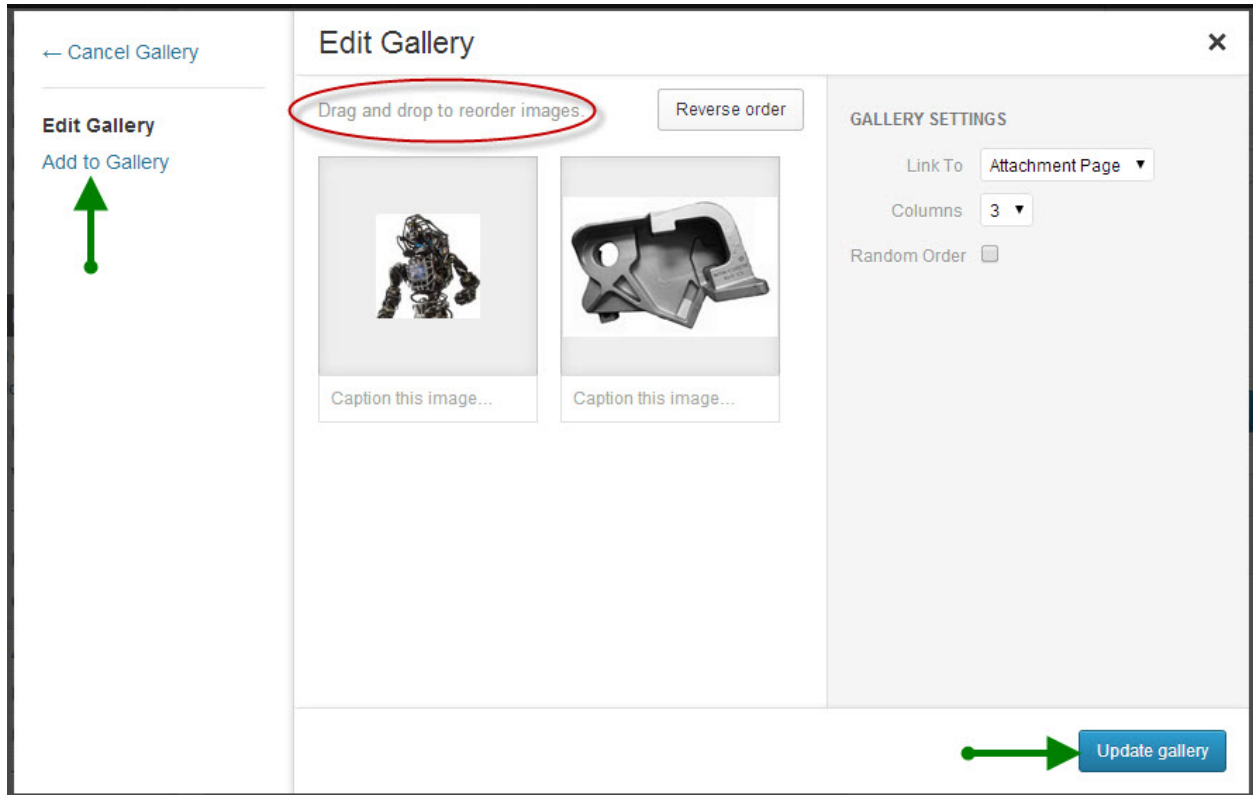 ← Cancel Gallery
Edit Gallery
Add to Gallery
Edit Gallery
×
Drag and drop to reorder images.
Reverse order
Caption this image...
Caption this image...
GALLERY SETTINGS
Link To Attachment Page
Columns 3
Random Order
Update gallery